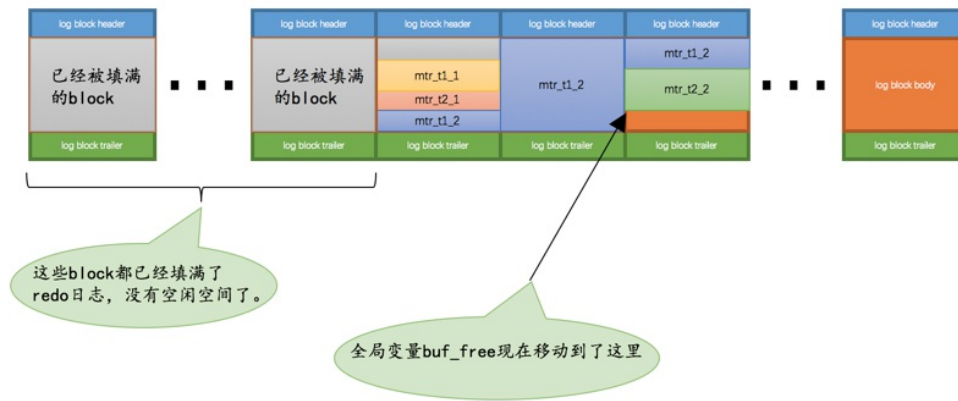 log block header
log block header
log block header
log block header
log block header
log block header
已经被填满
的block
已经被填满
的block
mtr_t1_1
mtr_t2_1
mtr_t1_2
mtr_t1_2
mtr_t1_2
mtr_t2_2
log block body
log block trailer
log block trailer
log block trailer
log block trailer
log block trailer
log block trailer
这些block都已经填满了
redo日志，没有空闲空间了。
全局变量buf_free现在移动到了这里